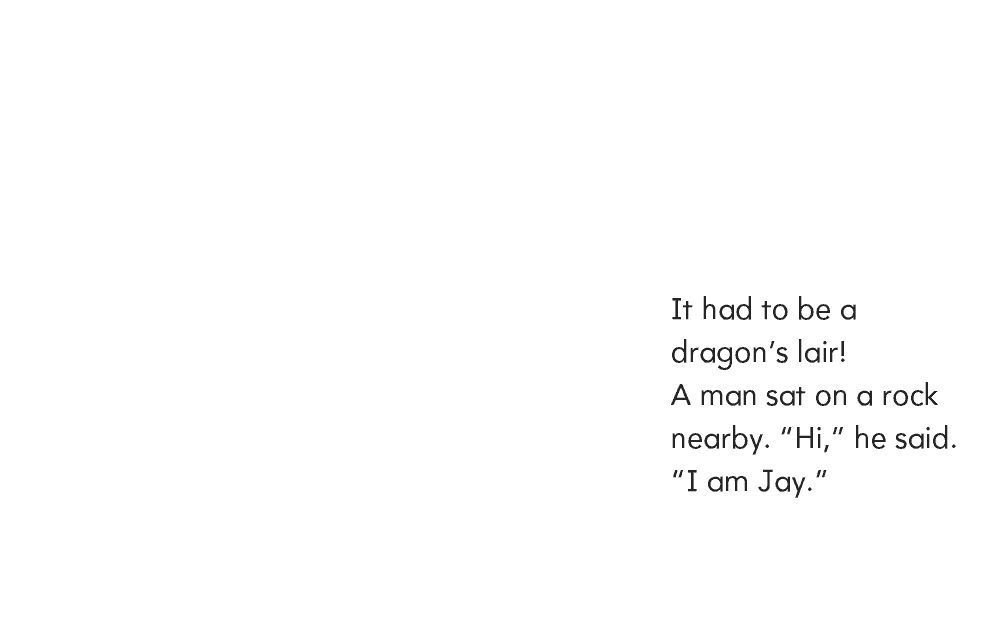 It had to be a
dragon’s lair!
A man sat on a rock
nearby. “Hi,” he said.
“I am Jay.”